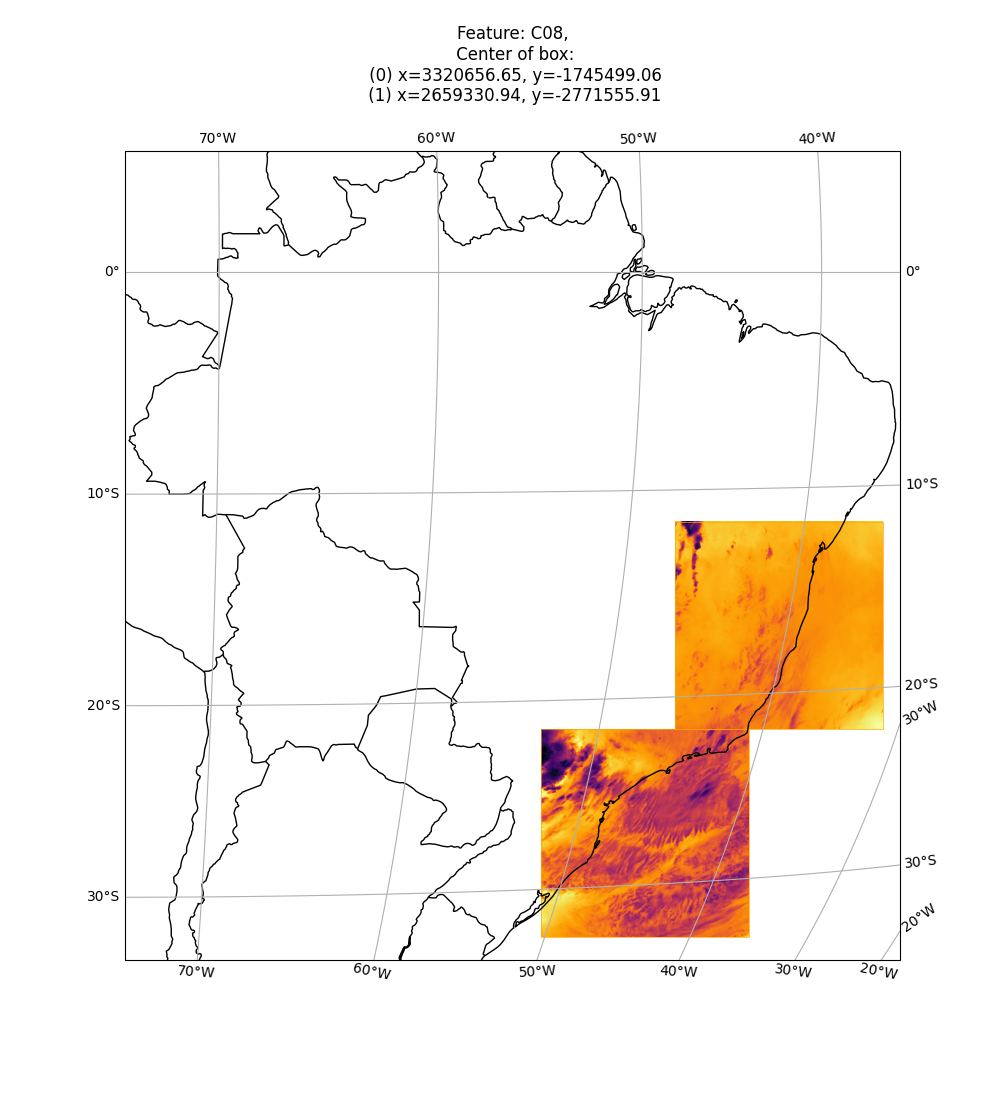 Feature: C08,
Center of box:
(0) x=3320656.65, y=-1745499.06
(1) x=2659330.94, y=-2771555.91
70°W 60°W 50°W 40°W
0° 0°
10°S 10°S
20°S 20°S
30°W
30°S 30°S
20°W
70°W 60°W 50°W 40°W 30°W 20°W